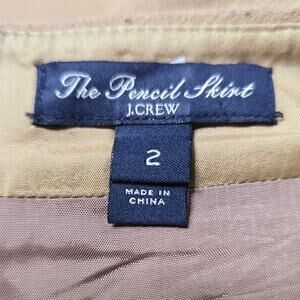 The Pencil Skirt
J.CREW
2
MADE IN
CHINA